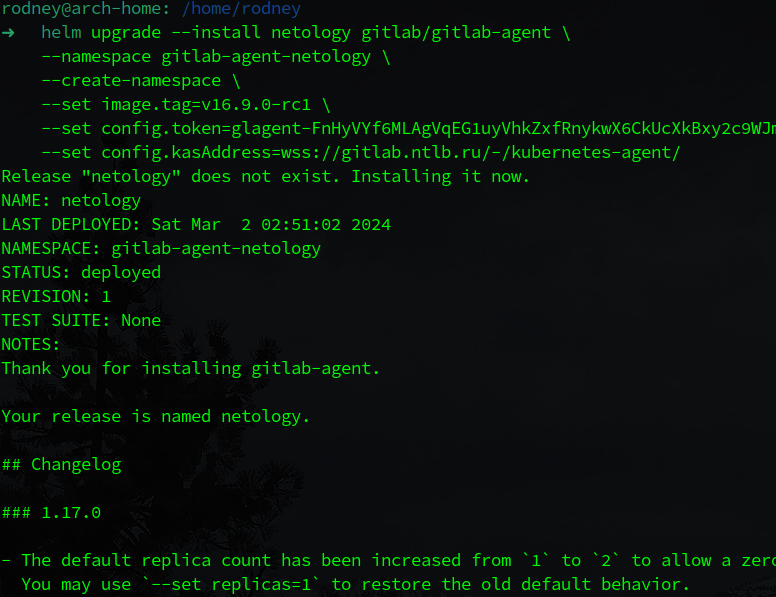 rodney@arch-home: /home/rodney
→ helm upgrade --install netology gitlab/gitlab-agent \
--namespace gitlab-agent-netology \
--create-namespace \
--set image.tag=v16.9.0-rc1 \
--set config.token=glagent-FnHyVYf6MLAgVqEG1uyVhkZxfRnykwX6CkUcXkBxy2c9WJm
--set config.kasAddress=wss://gitlab.ntlb.ru/-/kubernetes-agent/
Release "netology" does not exist. Installing it now.
NAME: netology
LAST DEPLOYED: Sat Mar  2 02:51:02 2024
NAMESPACE: gitlab-agent-netology
STATUS: deployed
REVISION: 1
TEST SUITE: None
NOTES:
Thank you for installing gitlab-agent.
Your release is named netology.
## Changelog
### 1.17.0
- The default replica count has been increased from `1` to `2` to allow a zero
You may use `--set replicas=1` to restore the old default behavior.